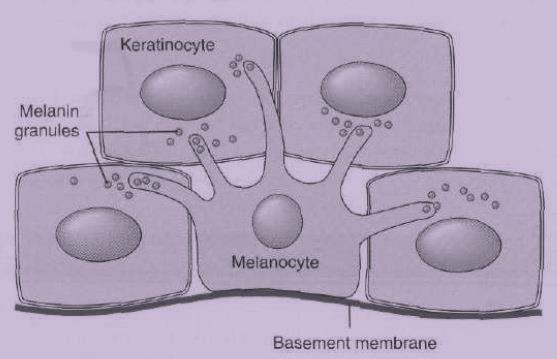 Keratinocyte
Melanin
granules
Melanocyte
Basement membrane